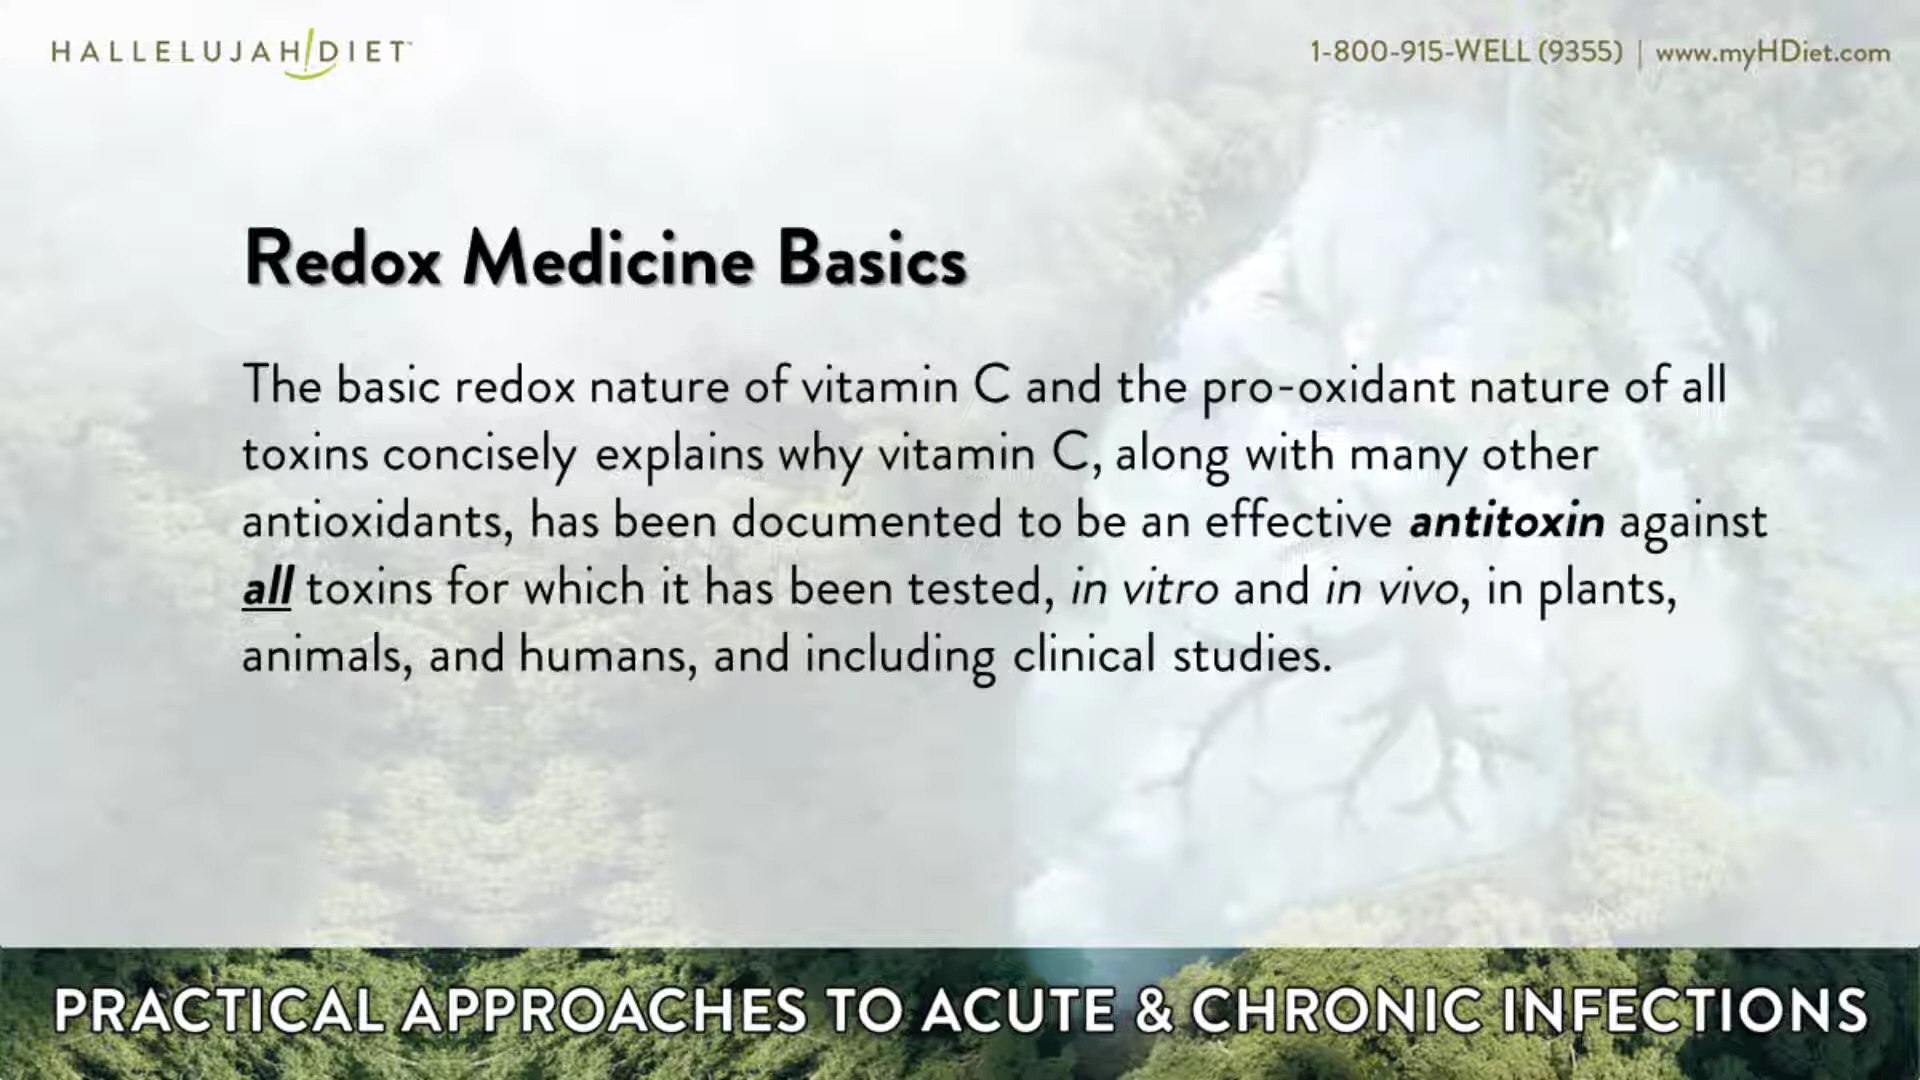 HALLELUJAH DIET™
1-800-915-WELL (9355) | www.myHDiet.com
Redox Medicine Basics
The basic redox nature of vitamin C and the pro-oxidant nature of all
toxins concisely explains why vitamin C, along with many other
antioxidants, has been documented to be an effective antitoxin against
all toxins for which it has been tested, in vitro and in vivo, in plants,
animals, and humans, and including clinical studies.
PRACTICAL APPROACHES TO ACUTE & CHRONIC INFECTIONS